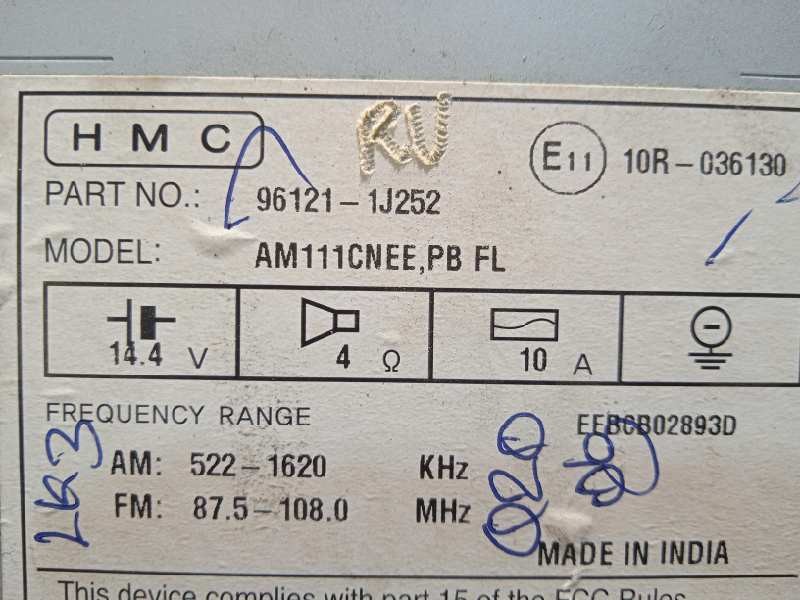 HMC
RV
E11 10R-036130
PART NO.: 96121-1J252
MODEL: AM111CNEE,PB FL
14.4 V
4 Ω
10 A
FREQUENCY RANGE
EEBCB02893D
AM: 522-1620 KHz
FM: 87.5-108.0 MHz
MADE IN INDIA
This device complies with part 15 of the FCC Rules